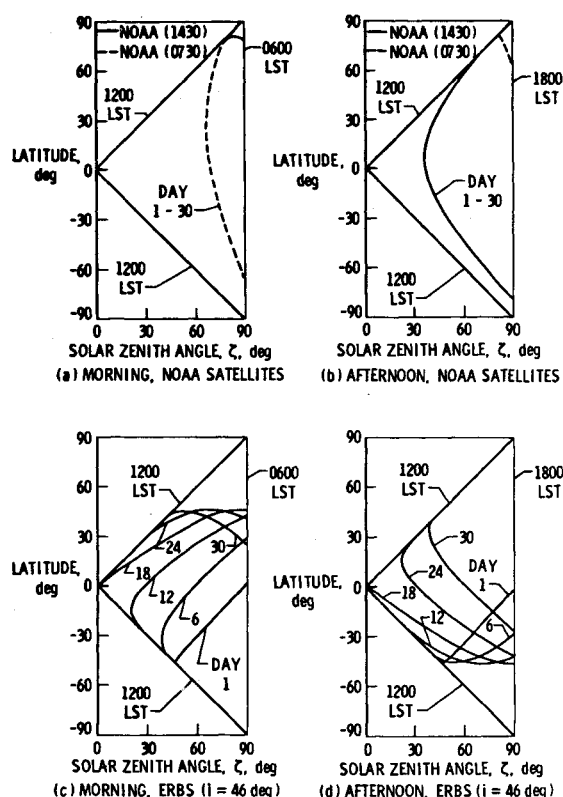 NOAA (1430)
NOAA (0730)
0600
LST
1200
LST
LATITUDE,
deg
DAY
1 - 30
1200
LST
90
60
30
0
-30
-60
-90
0 30 60 90
SOLAR ZENITH ANGLE, ζ, deg
(a) MORNING, NOAA SATELLITES
NOAA (1430)
NOAA (0730)
1800
LST
1200
LST
LATITUDE,
deg
DAY
1 - 30
1200
LST
90
60
30
0
-30
-60
-90
0 30 60 90
SOLAR ZENITH ANGLE, ζ, deg
(b) AFTERNOON, NOAA SATELLITES
1200
LST
0600
LST
LATITUDE,
deg
30
24
18
12
6
DAY
1
1200
LST
90
60
30
0
-30
-60
-90
0 30 60 90
SOLAR ZENITH ANGLE, ζ, deg
(c) MORNING, ERBS (i = 46 deg)
1200
LST
1800
LST
LATITUDE,
deg
30
24
DAY
1
18
12
6
1200
LST
90
60
30
0
-30
-60
-90
0 30 60 90
SOLAR ZENITH ANGLE, ζ, deg
(d) AFTERNOON, ERBS (i = 46 deg)